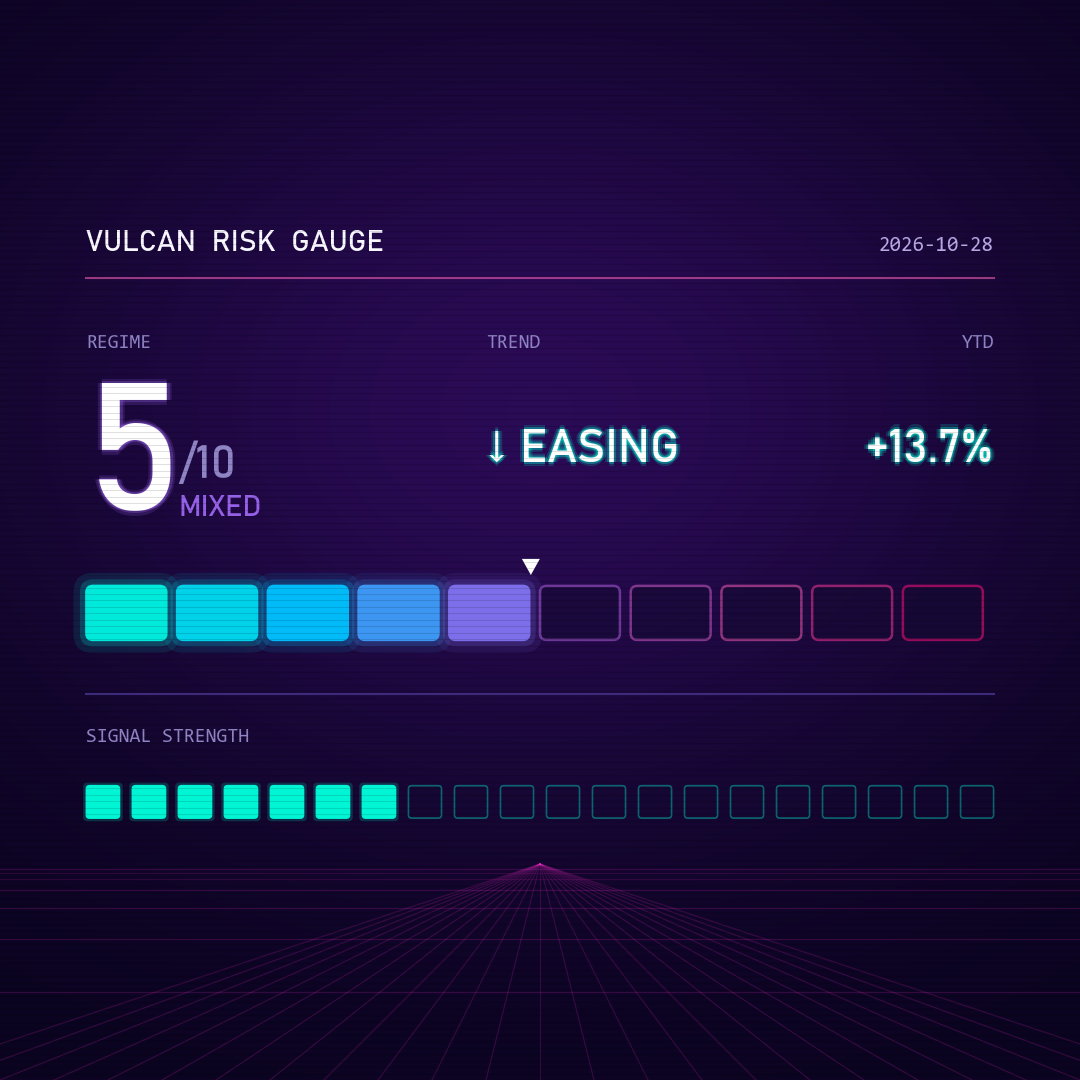 VULCAN RISK GAUGE 2026-10-28
REGIME TREND YTD
5/10 ↓ EASING +13.7%
MIXED
SIGNAL STRENGTH